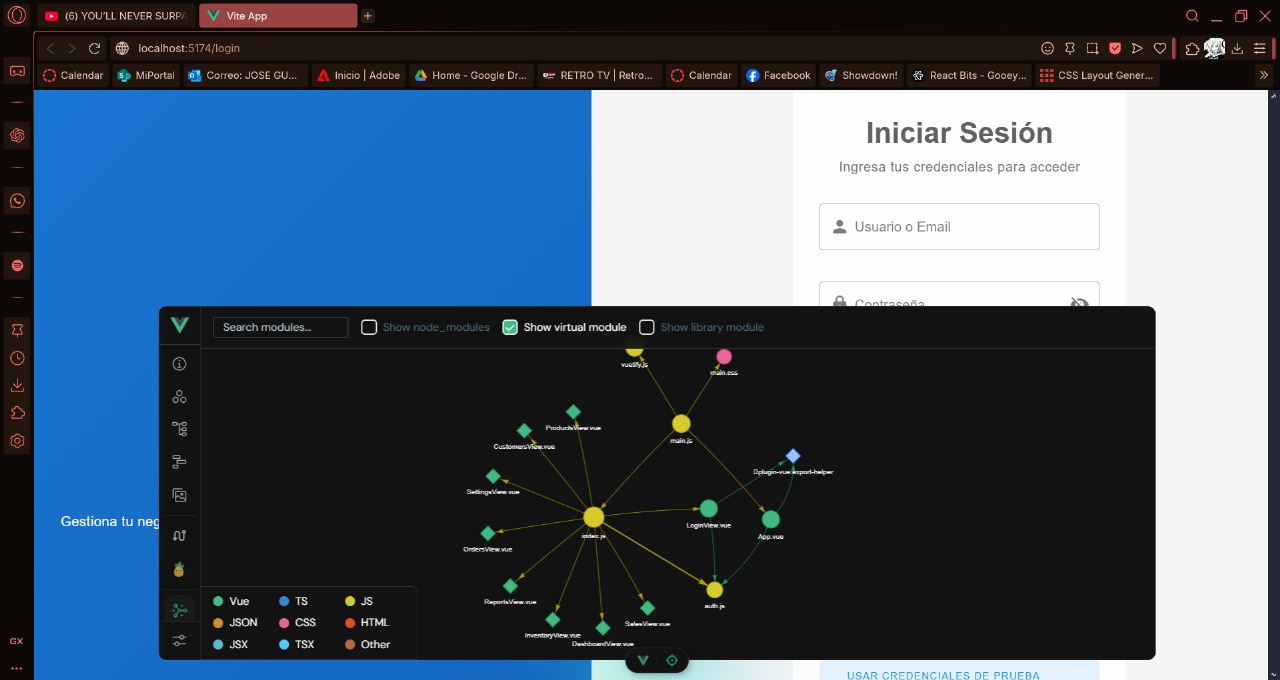 (6) YOU'LL NEVER SURPA
Vite App
localhost:5174/login
Calendar
MiPortal
Correo: JOSE GU...
Inicio | Adobe
Home - Google Dr...
RETRO TV | Retro...
Calendar
Facebook
Showdown!
React Bits - Gooey...
CSS Layout Gener...
Iniciar Sesión
Ingresa tus credenciales para acceder
Usuario o Email
Contraseña
Search modules...
Show node_modules
Show virtual module
Show library module
vuetify.js
main.css
ProductsView.vue
main.js
CustomersView.vue
0plugin-vue:export-helper
SettingsView.vue
Gestiona tu neg
LoginView.vue
index.js
App.vue
OrdersView.vue
ReportsView.vue
auth.js
SalesView.vue
InventoryView.vue
DashboardView.vue
Vue
TS
JS
JSON
CSS
HTML
JSX
TSX
Other
GX
USAR CREDENCIALES DE PRUEBA